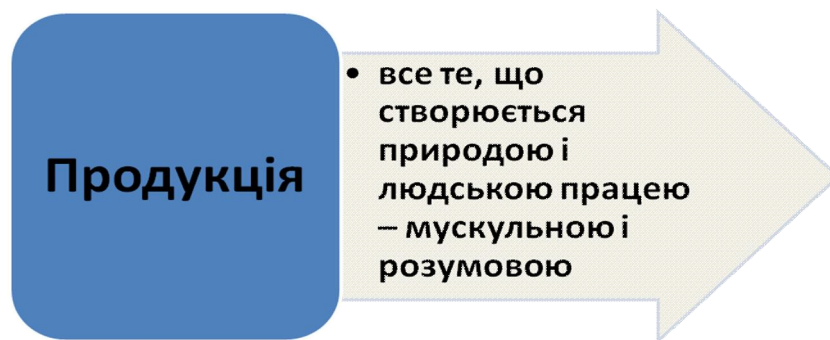 Продукція
• все те, що
створюється
природою і
людською працею
– мускульною і
розумовою